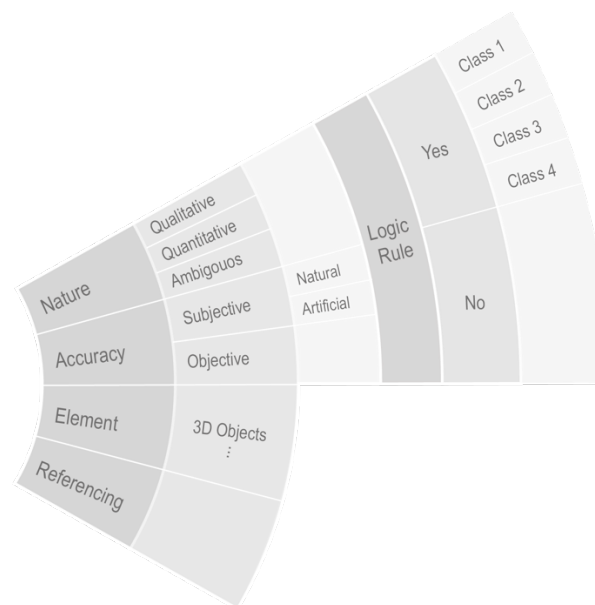 Nature
Accuracy
Element
Referencing
Qualitative
Quantitative
Ambigouos
Subjective
Objective
3D Objects
⋮
Natural
Artificial
Logic
Rule
Yes
No
Class 1
Class 2
Class 3
Class 4